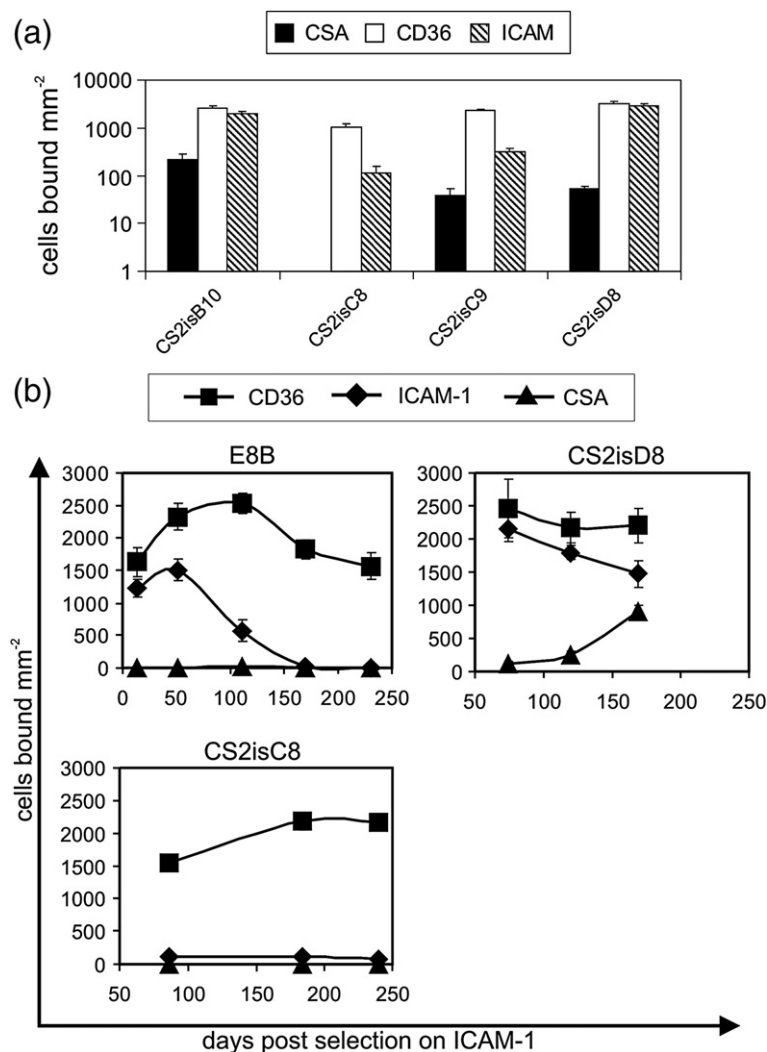 (a)
CSA CD36 ICAM
10000
1000
100
10
1
cells bound mm-2
CS2isB10
CS2isC8
CS2isC9
CS2isD8
(b)
CD36 ICAM-1 CSA
E8B
3000
2500
2000
1500
1000
500
0
0 50 100 150 200 250
CS2isD8
3000
2500
2000
1500
1000
500
0
50 100 150 200 250
CS2isC8
3000
2500
2000
1500
1000
500
0
50 100 150 200 250
cells bound mm-2
days post selection on ICAM-1